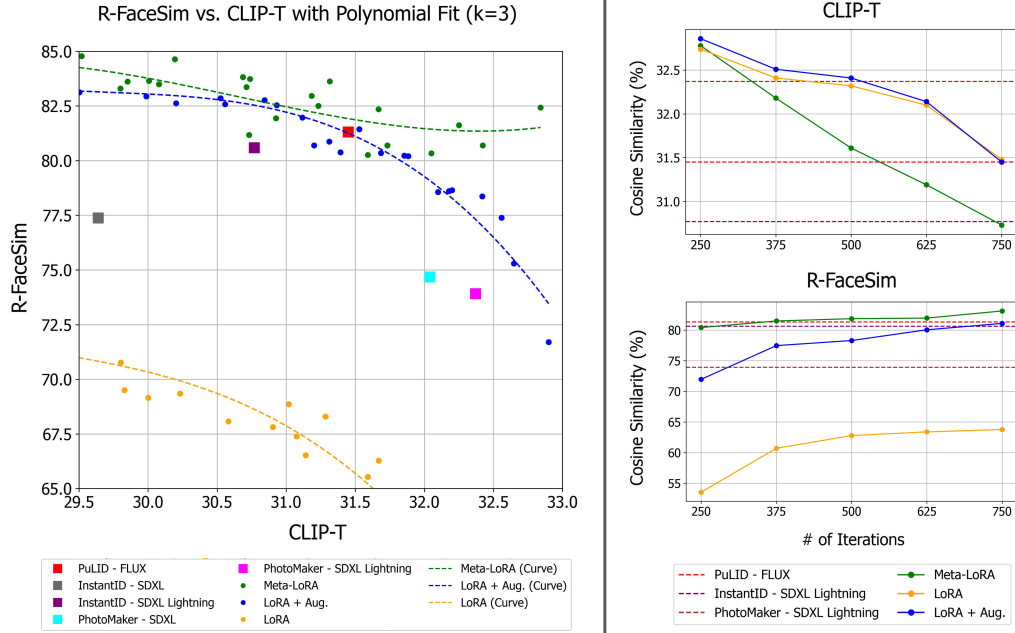 R-FaceSim vs. CLIP-T with Polynomial Fit (k=3)
85.0
82.5
80.0
77.5
75.0
72.5
70.0
67.5
65.0
R-FaceSim
29.5 30.0 30.5 31.0 31.5 32.0 32.5 33.0
CLIP-T
PuLID - FLUX
InstantID - SDXL
InstantID - SDXL Lightning
PhotoMaker - SDXL
PhotoMaker - SDXL Lightning
Meta-LoRA
LoRA + Aug.
LoRA
Meta-LoRA (Curve)
LoRA + Aug. (Curve)
LoRA (Curve)
CLIP-T
32.5
32.0
31.5
31.0
Cosine Similarity (%)
250 375 500 625 750
R-FaceSim
80
75
70
65
60
55
Cosine Similarity (%)
250 375 500 625 750
# of Iterations
PuLID - FLUX
InstantID - SDXL Lightning
PhotoMaker - SDXL Lightning
Meta-LoRA
LoRA
LoRA + Aug.